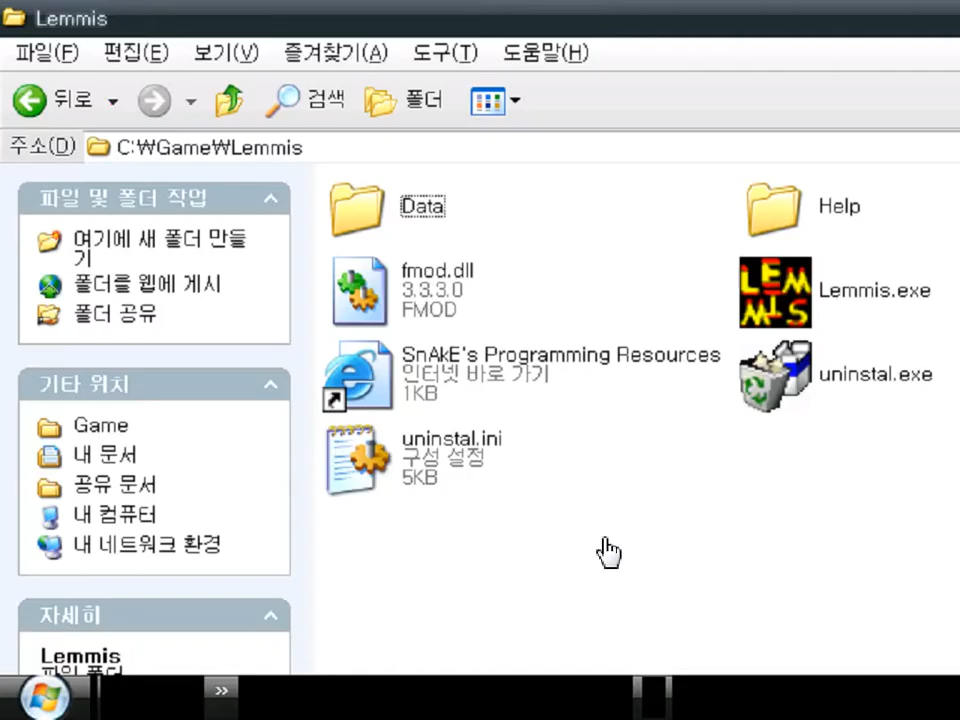 Lemmis
파일(F) 편집(E) 보기(V) 즐겨찾기(A) 도구(T) 도움말(H)
뒤로 검색 폴더
주소(D) C:₩Game₩Lemmis
파일 및 폴더 작업
여기에 새 폴더 만들
기
폴더를 웹에 게시
폴더 공유
기타 위치
Game
내 문서
공유 문서
내 컴퓨터
내 네트워크 환경
자세히
Lemmis
파일 폴더
Data
Help
fmod.dll
3.3.3.0
FMOD
LEMMIS
Lemmis.exe
SnAkE's Programming Resources
인터넷 바로 가기
1KB
uninstal.exe
uninstal.ini
구성 설정
5KB
»